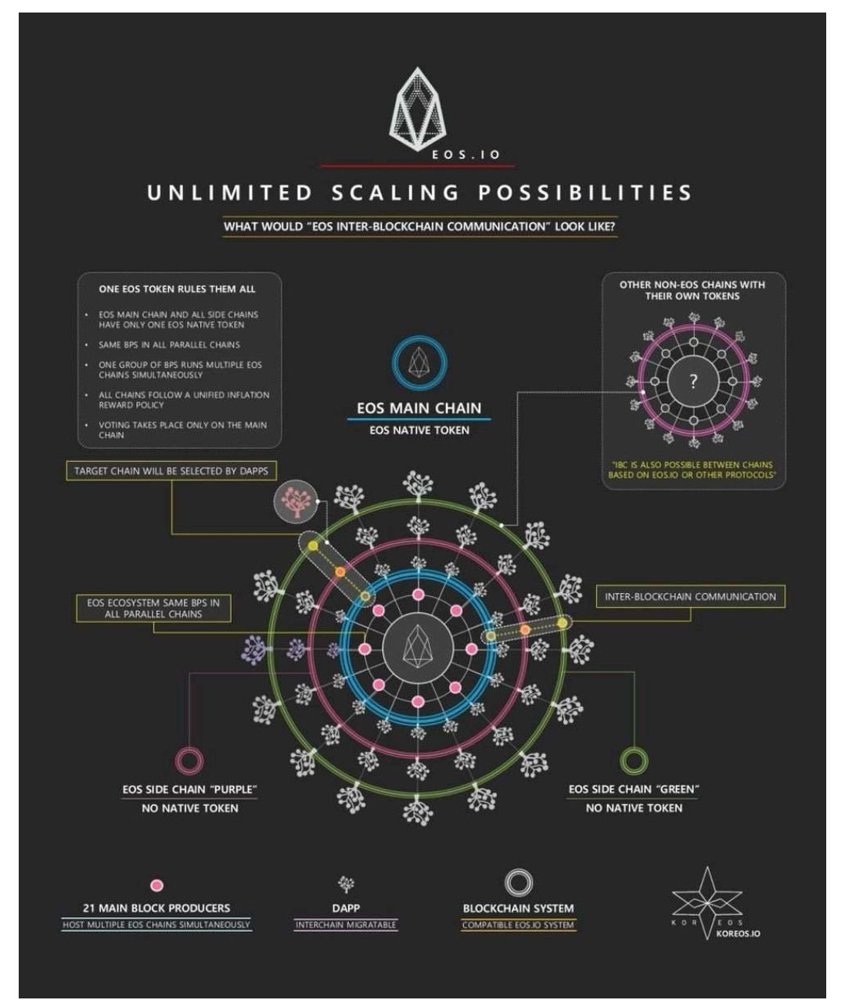 EOS.IO
UNLIMITED SCALING POSSIBILITIES
WHAT WOULD “EOS INTER-BLOCKCHAIN COMMUNICATION” LOOK LIKE?
ONE EOS TOKEN RULES THEM ALL
• EOS MAIN CHAIN AND ALL SIDE CHAINS
HAVE ONLY ONE EOS NATIVE TOKEN
• SAME BPS IN ALL PARALLEL CHAINS
• ONE GROUP OF BPS RUNS MULTIPLE EOS
CHAINS SIMULTANEOUSLY
• ALL CHAINS FOLLOW A UNIFIED INFLATION
REWARD POLICY
• VOTING TAKES PLACE ONLY ON THE MAIN
CHAIN
EOS MAIN CHAIN
EOS NATIVE TOKEN
OTHER NON-EOS CHAINS WITH
THEIR OWN TOKENS
?
"IBC IS ALSO POSSIBLE BETWEEN CHAINS
BASED ON EOS.IO OR OTHER PROTOCOLS"
TARGET CHAIN WILL BE SELECTED BY DAPPS
EOS ECOSYSTEM SAME BPS IN
ALL PARALLEL CHAINS
INTER-BLOCKCHAIN COMMUNICATION
EOS SIDE CHAIN “PURPLE”
NO NATIVE TOKEN
EOS SIDE CHAIN “GREEN”
NO NATIVE TOKEN
21 MAIN BLOCK PRODUCERS
HOST MULTIPLE EOS CHAINS SIMULTANEOUSLY
DAPP
INTERCHAIN MIGRATABLE
BLOCKCHAIN SYSTEM
COMPATIBLE EOS.IO SYSTEM
KOR EOS
KOREOS.IO